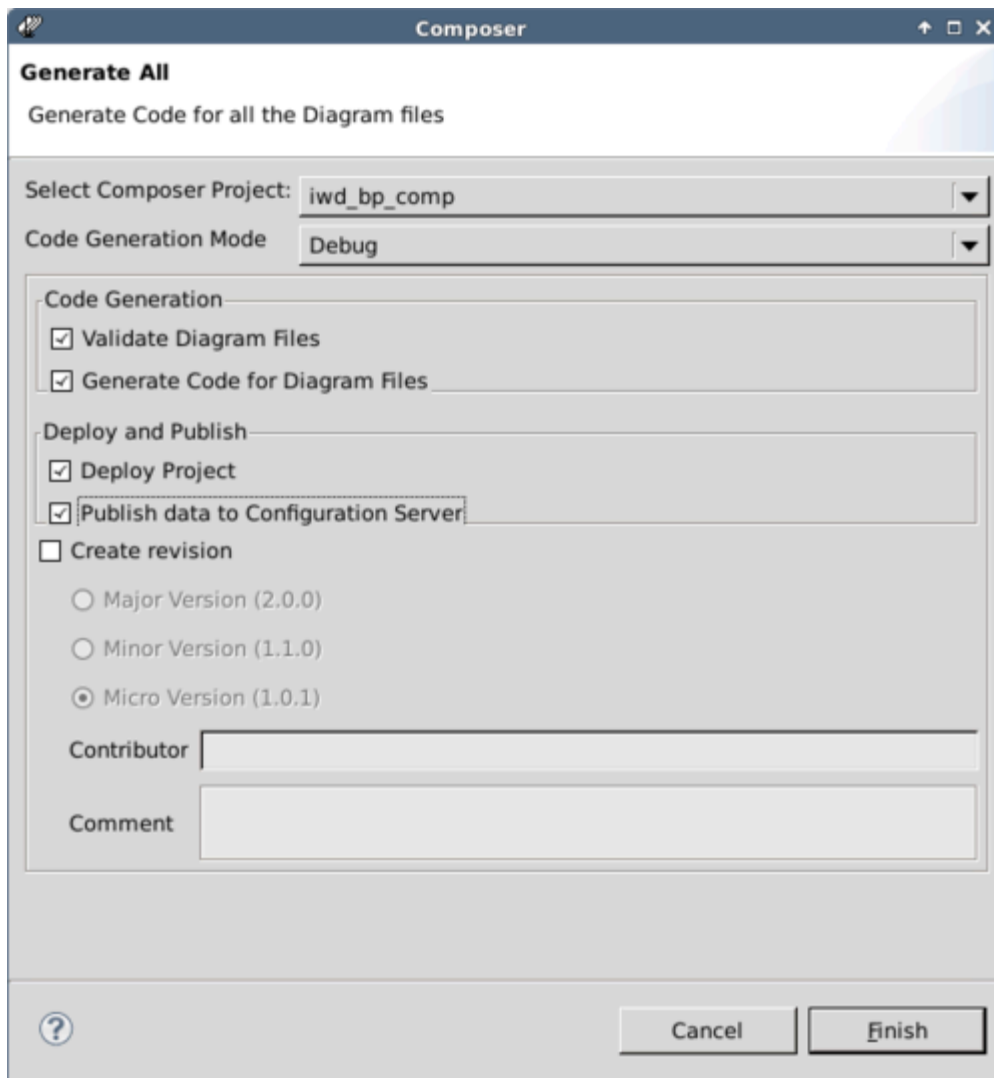 Composer
Generate All
Generate Code for all the Diagram files
Select Composer Project: iwd_bp_comp
Code Generation Mode Debug
Code Generation
Validate Diagram Files
Generate Code for Diagram Files
Deploy and Publish
Deploy Project
Publish data to Configuration Server
Create revision
Major Version (2.0.0)
Minor Version (1.1.0)
Micro Version (1.0.1)
Contributor
Comment
? Cancel Finish